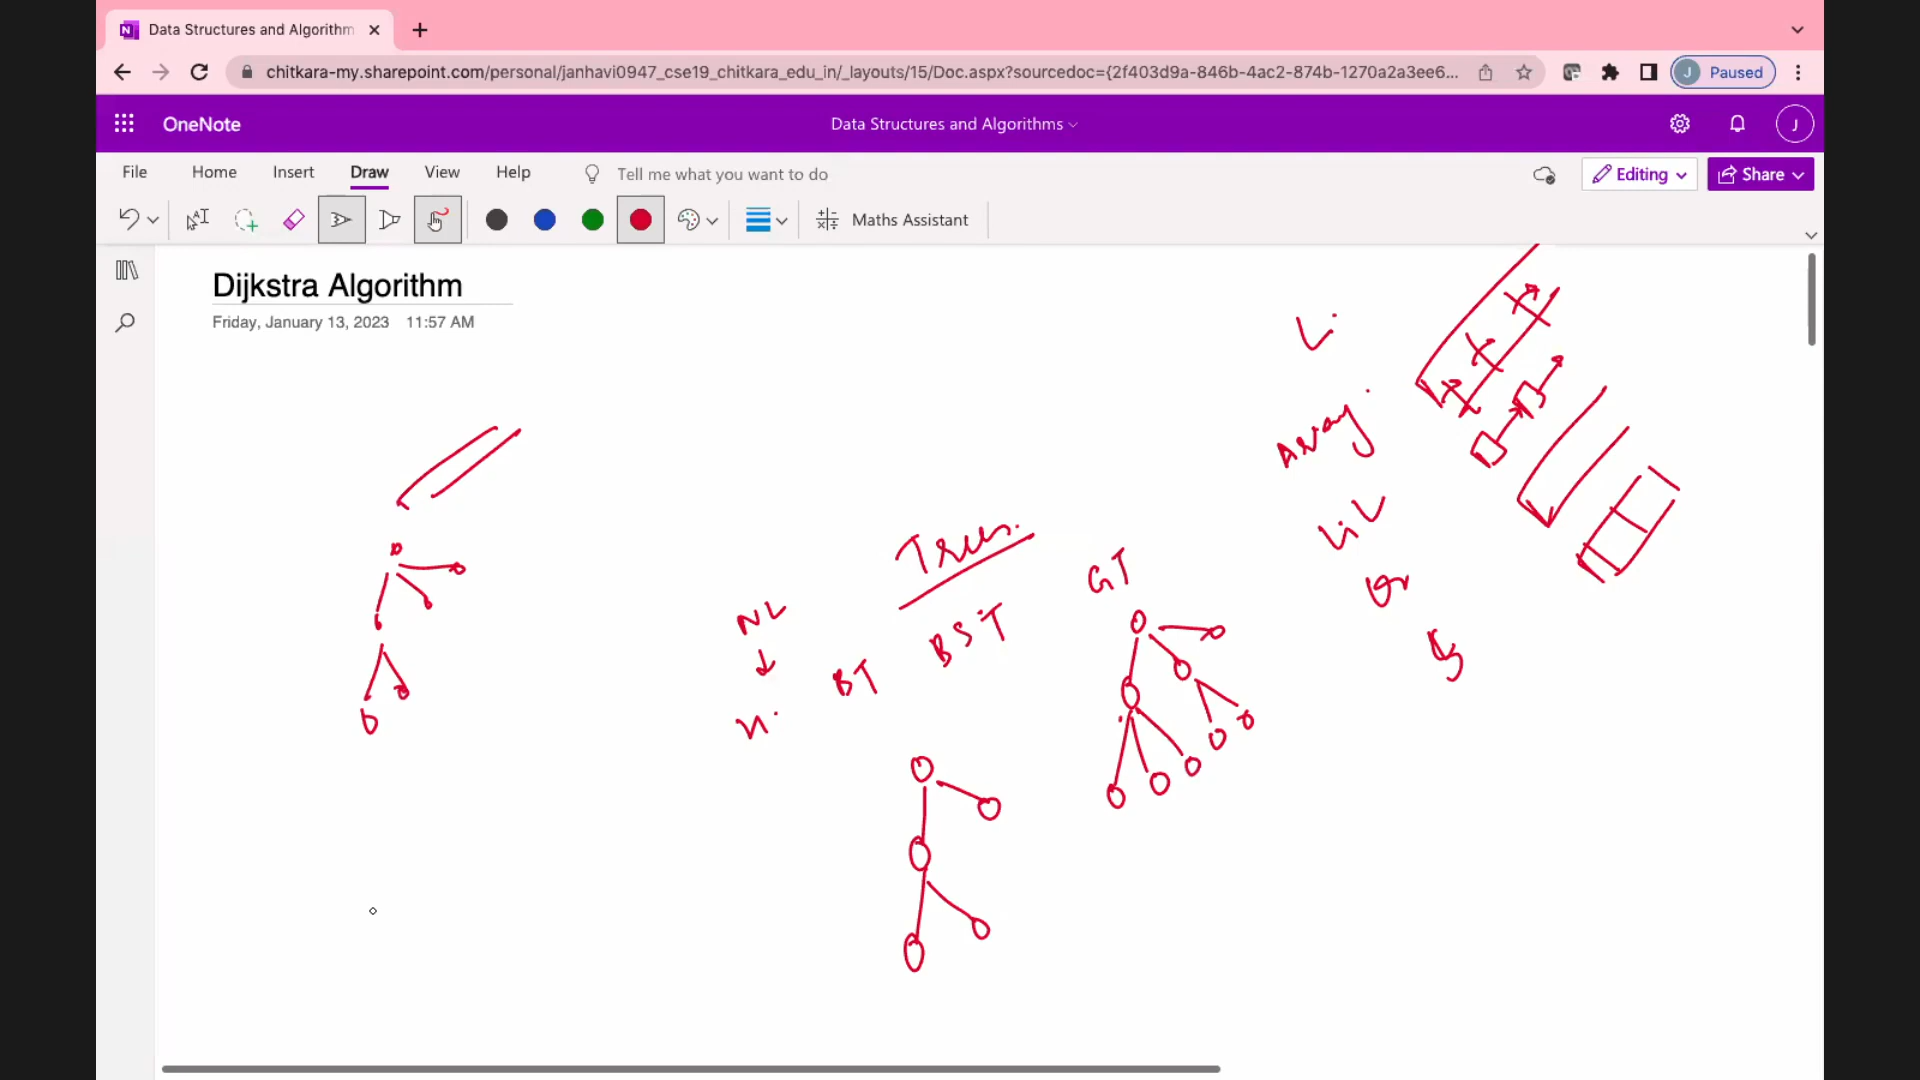 Data Structures and Algorithm
chitkara-my.sharepoint.com/personal/janhavi0947_cse19_chitkara_edu_in/_layouts/15/Doc.aspx?sourcedoc={2f403d9a-846b-4ac2-874b-1270a2a3ee6...
J Paused
OneNote
Data Structures and Algorithms
J
File Home Insert Draw View Help Tell me what you want to do
Editing Share
Maths Assistant
Dijkstra Algorithm
Friday, January 13, 2023 11:57 AM
Array
Trees
GT
NL
BST
BT